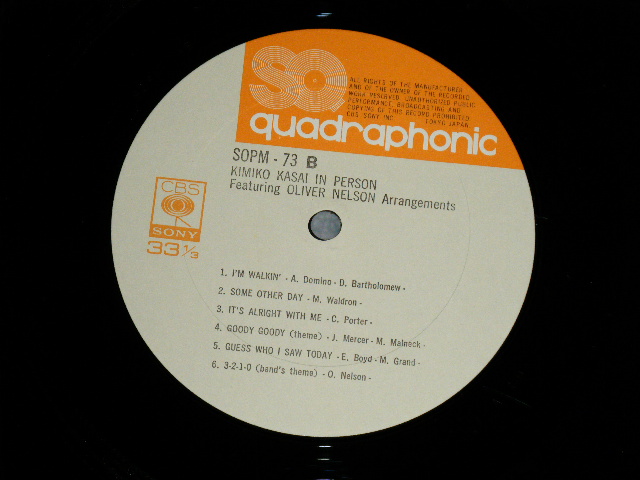 SQ
ALL RIGHTS OF THE MANUFACTURER
AND OF THE OWNER OF THE RECORDED
WORK RESERVED. UNAUTHORIZED PUBLIC
PERFORMANCE, BROADCASTING AND
COPYING OF THIS RECORD PROHIBITED
CBS/SONY INC. TOKYO JAPAN
quadraphonic
SOPM - 73 B
KIMIKO KASAI IN PERSON
Featuring OLIVER NELSON Arrangements
CBS
SONY
33 1/3
1. I'M WALKIN' - A. Domino - D. Bartholomew -
2. SOME OTHER DAY - M. Waldron -
3. IT'S ALRIGHT WITH ME - C. Porter -
4. GOODY GOODY (theme) - J. Mercer - M. Malneck -
5. GUESS WHO I SAW TODAY - E. Boyd - M. Grand -
6. 3-2-1-0 (band's theme) - O. Nelson -